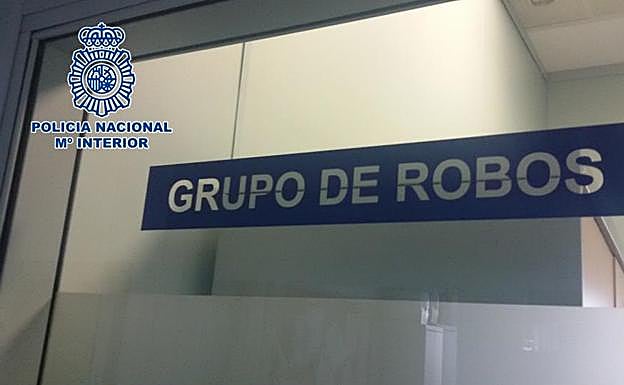 POLICIA NACIONAL
Mº INTERIOR
GRUPO DE ROBOS